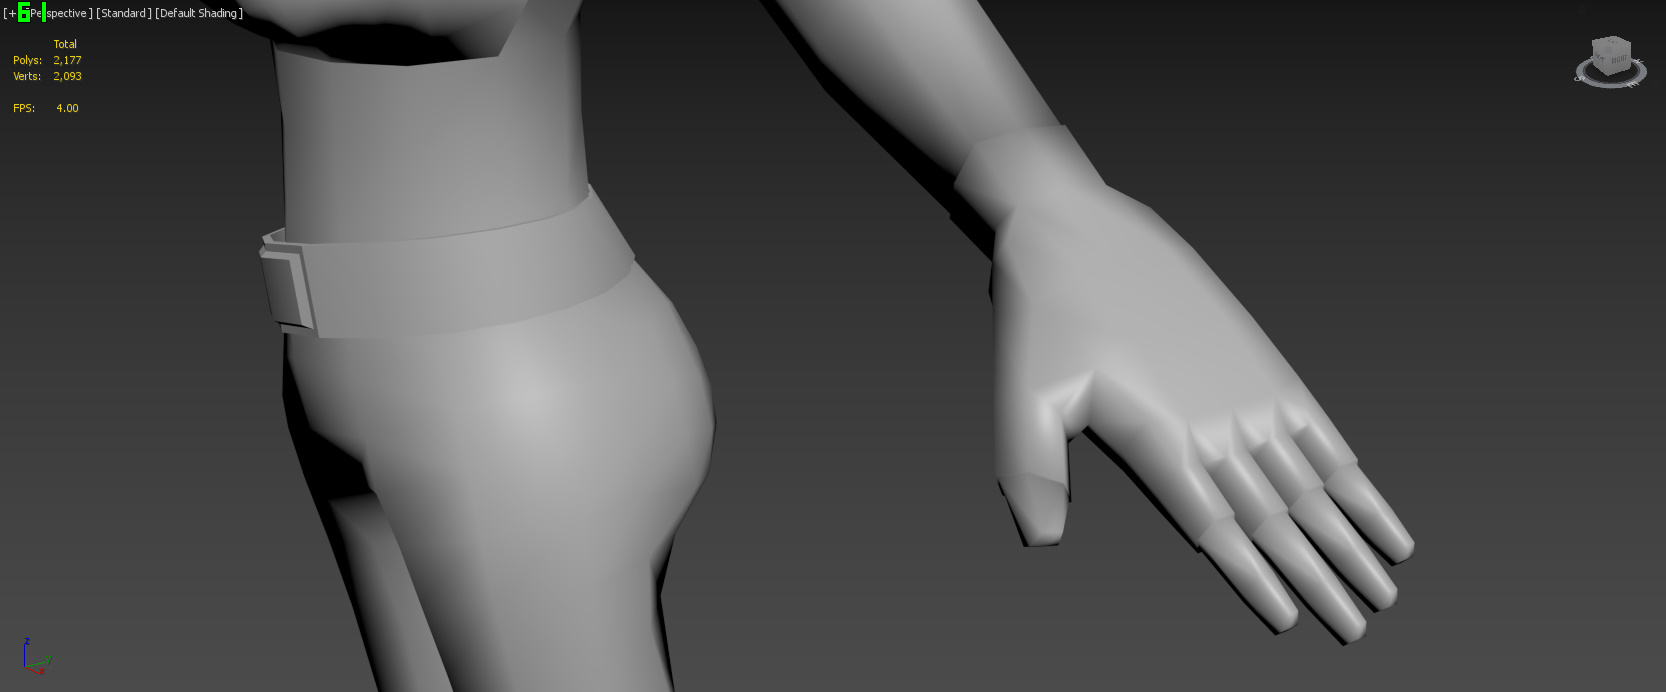 [+] [Perspective] [Standard] [Default Shading]
Total
Polys: 2,177
Verts: 2,093
FPS: 4.00
z
y
x